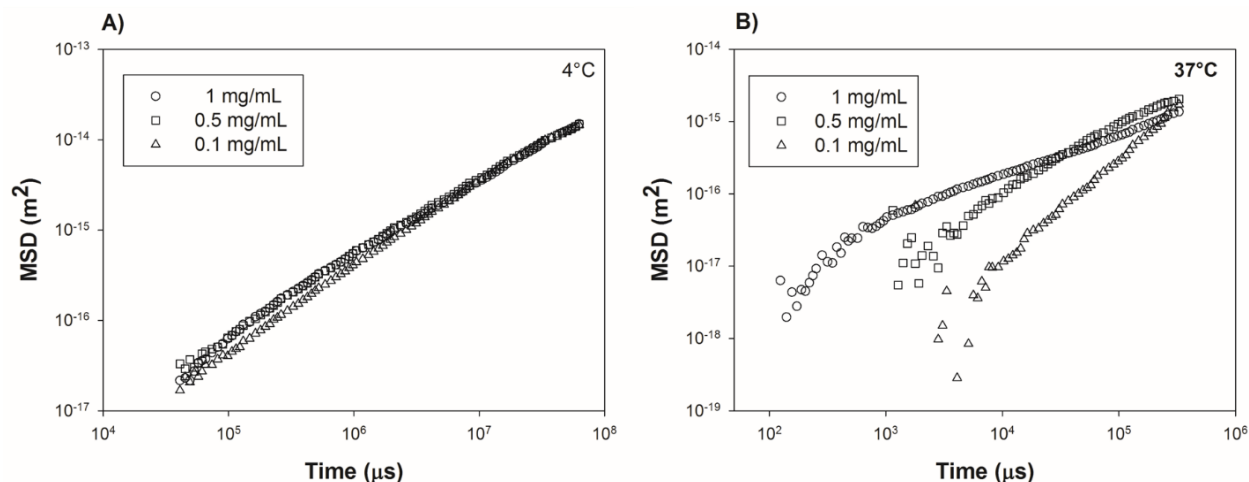 A)
10^-13
10^-14
10^-15
10^-16
10^-17
MSD (m²)
4°C
1 mg/mL
0.5 mg/mL
0.1 mg/mL
10^4
10^5
10^6
10^7
10^8
Time (μs)
B)
10^-14
10^-15
10^-16
10^-17
10^-18
10^-19
MSD (m²)
37°C
1 mg/mL
0.5 mg/mL
0.1 mg/mL
10^2
10^3
10^4
10^5
10^6
Time (μs)